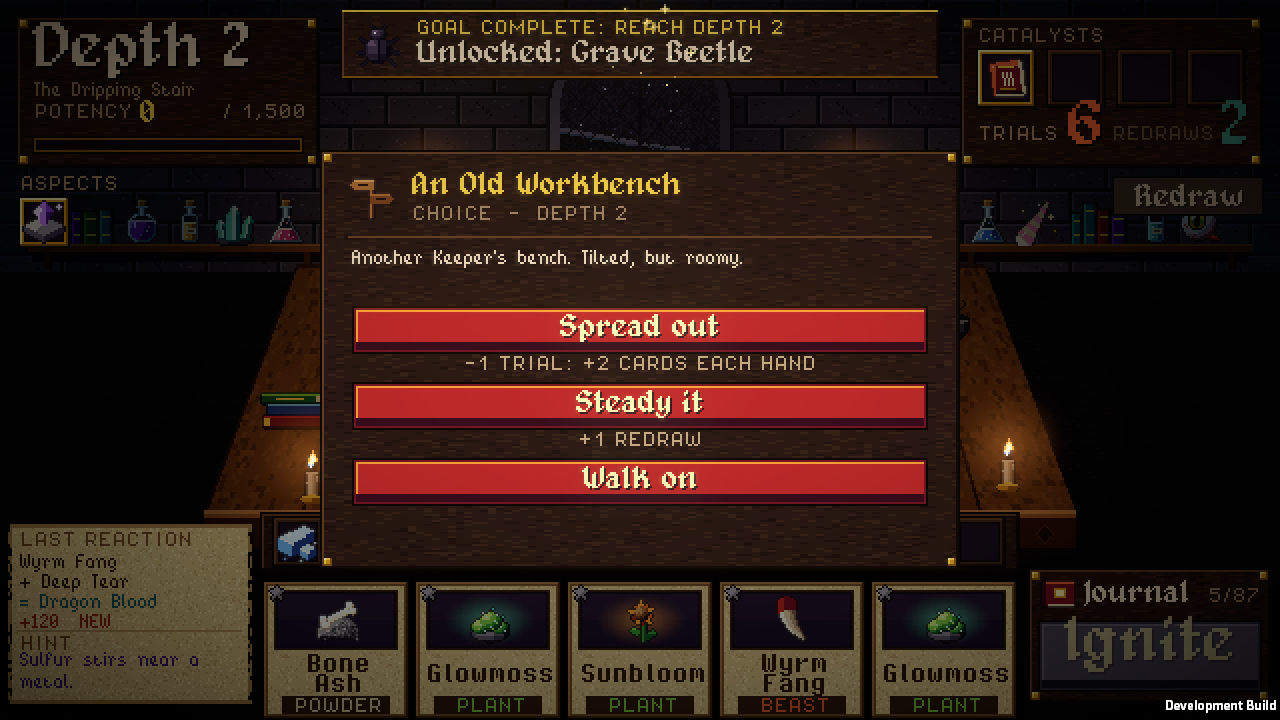 Depth 2
The Dripping Stair
POTENCY 0 / 1,500
ASPECTS
GOAL COMPLETE: REACH DEPTH 2
Unlocked: Grave Beetle
CATALYSTS
TRIALS 6 REDRAWS 2
Redraw
An Old Workbench
CHOICE - DEPTH 2
Another Keeper's bench. Tilted, but roomy.
Spread out
-1 TRIAL: +2 CARDS EACH HAND
Steady it
+1 REDRAW
Walk on
LAST REACTION
Wyrm Fang
+ Deep Tear
= Dragon Blood
+120 NEW
HINT
Sulfur stirs near a
metal.
Bone
Ash
POWDER
Glowmoss
PLANT
Sunbloom
PLANT
Wyrm
Fang
BEAST
Glowmoss
PLANT
Journal 5/87
Ignite
Development Build